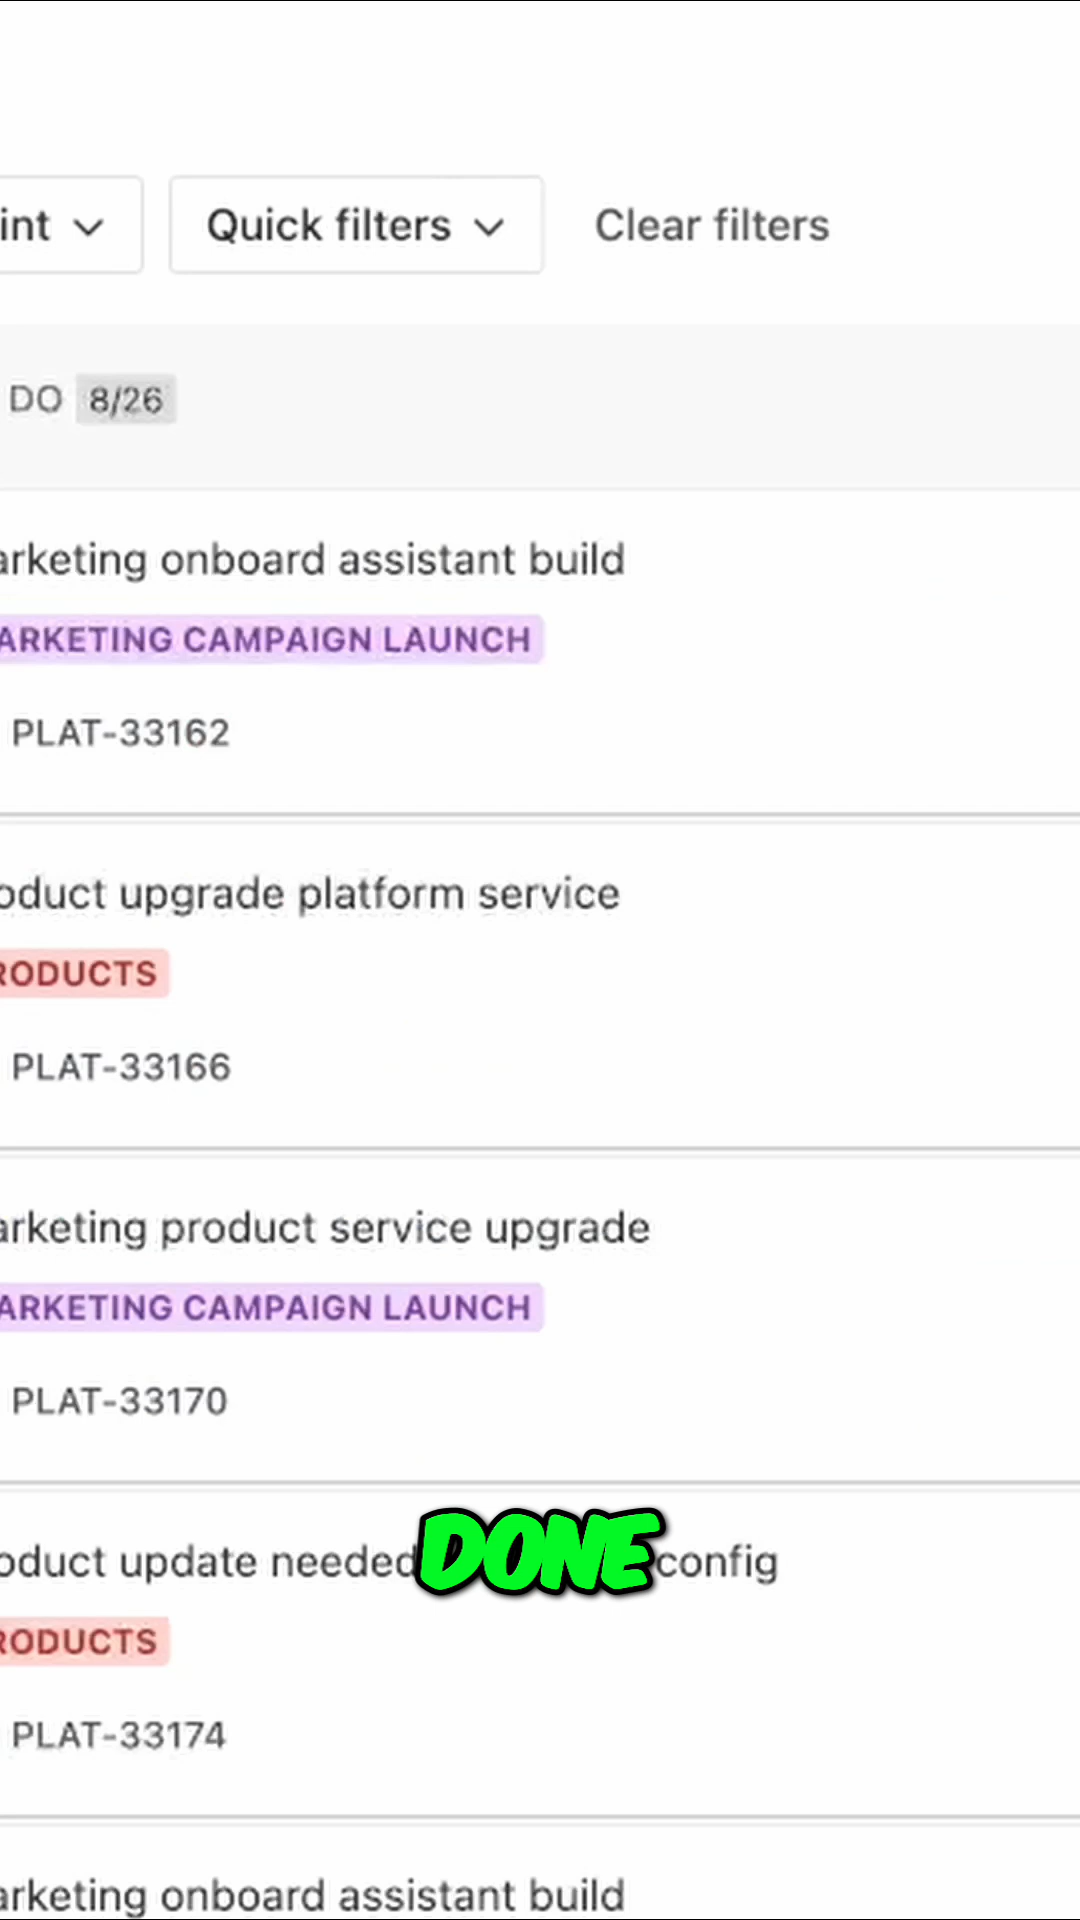 int Quick filters Clear filters
DO 8/26
arketing onboard assistant build
ARKETING CAMPAIGN LAUNCH
PLAT-33162
oduct upgrade platform service
RODUCTS
PLAT-33166
arketing product service upgrade
ARKETING CAMPAIGN LAUNCH
PLAT-33170
oduct update needed DONE config
RODUCTS
PLAT-33174
arketing onboard assistant build